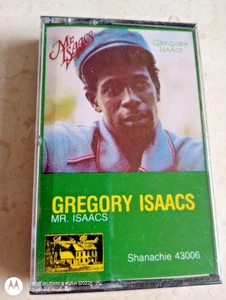 Mr. Isaacs
GREGORY
ISAACS
GREGORY ISAACS
MR. ISAACS
Shanachie 43006